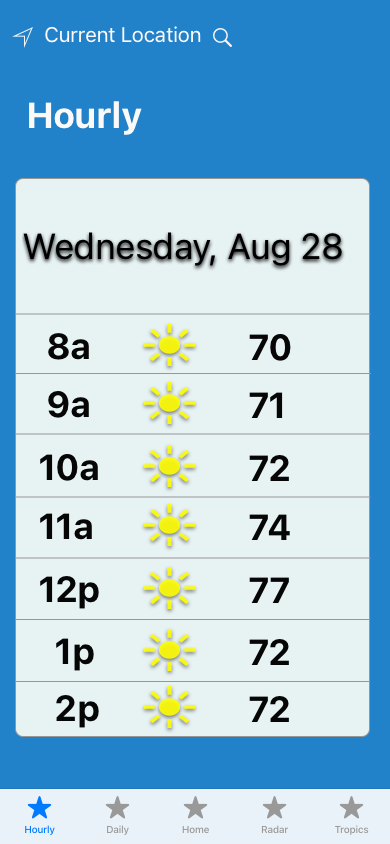 Current Location
Hourly
Wednesday, Aug 28
8a 70
9a 71
10a 72
11a 74
12p 77
1p 72
2p 72
Hourly Daily Home Radar Tropics